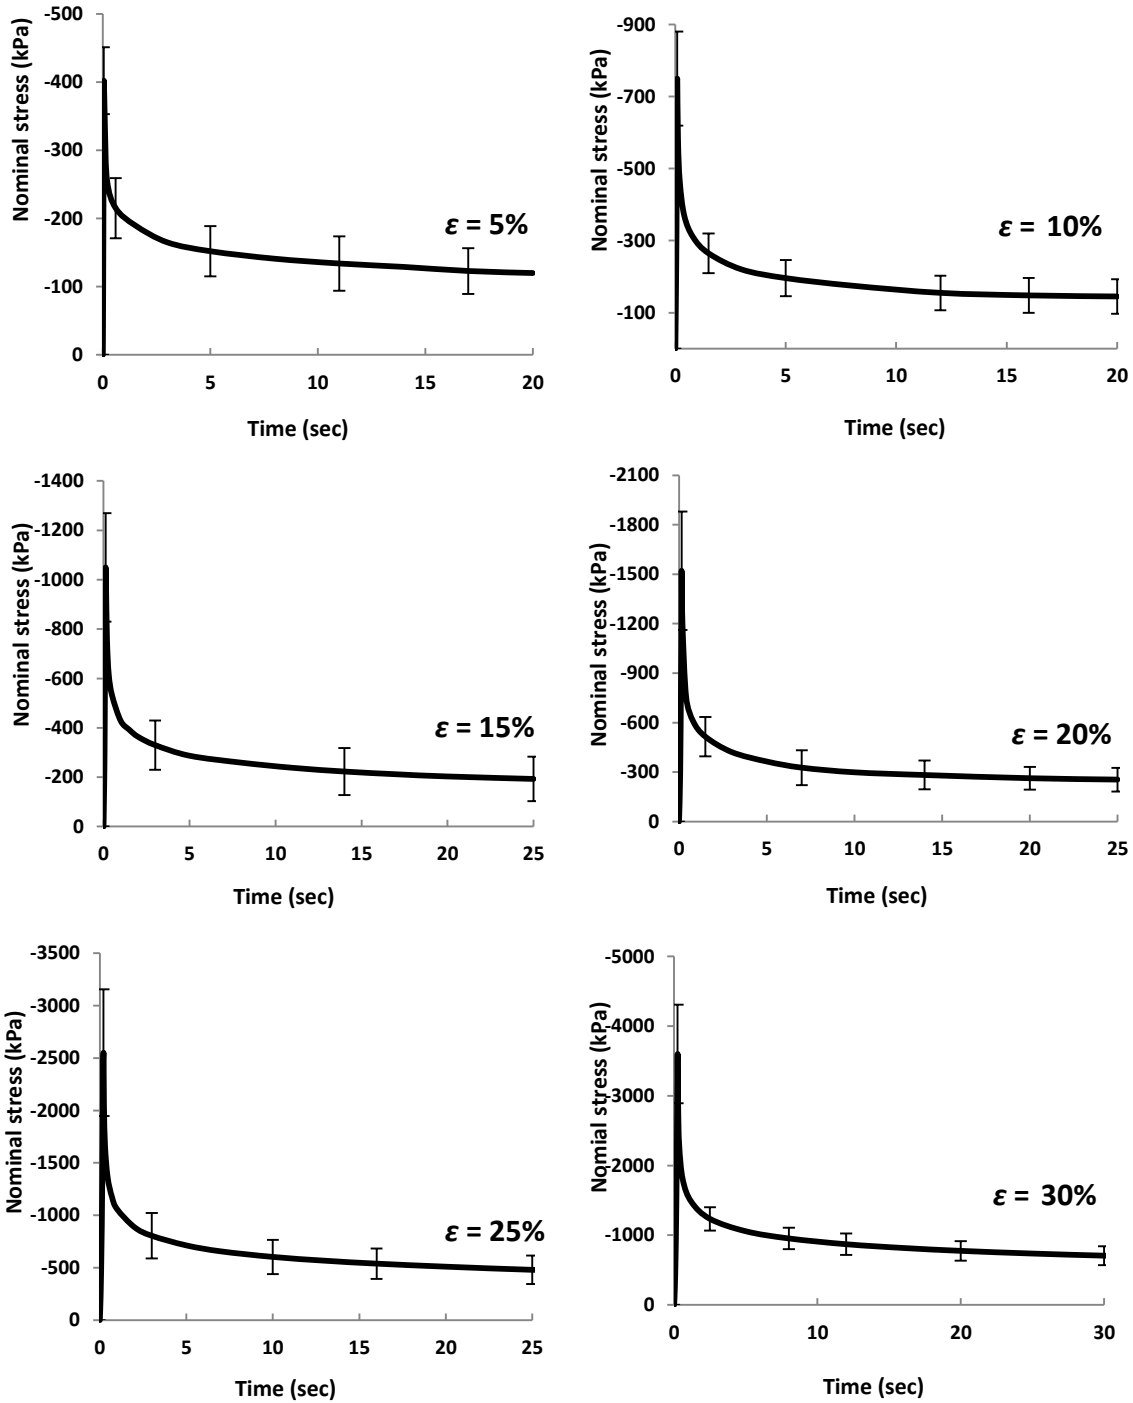 -500
-400
-300
-200
-100
0
Nominal stress (kPa)
ε = 5%
0 5 10 15 20
Time (sec)
-900
-700
-500
-300
-100
Nominal stress (kPa)
ε = 10%
0 5 10 15 20
Time (sec)
-1400
-1200
-1000
-800
-600
-400
-200
0
Nominal stress (kPa)
ε = 15%
0 5 10 15 20 25
Time (sec)
-2100
-1800
-1500
-1200
-900
-600
-300
0
Nominal stress (kPa)
ε = 20%
0 5 10 15 20 25
Time (sec)
-3500
-3000
-2500
-2000
-1500
-1000
-500
0
Nominal stress (kPa)
ε = 25%
0 5 10 15 20 25
Time (sec)
-5000
-4000
-3000
-2000
-1000
0
Nomial stress (kPa)
ε = 30%
0 10 20 30
Time (sec)